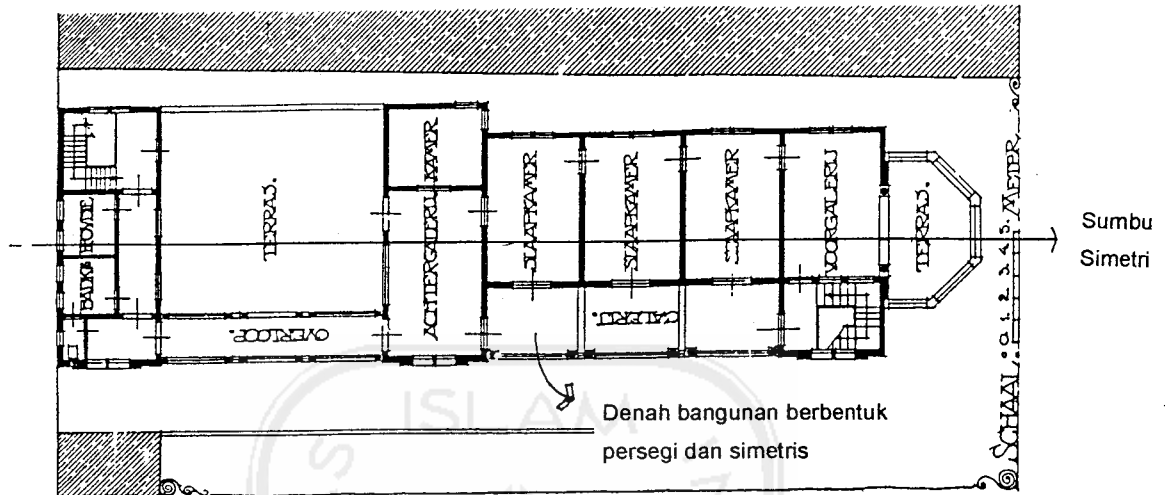 TERRAS.
KAMER
ACHTERGALERIJ
SLAAPKAMER
SLAAPKAMER
SLAAPKAMER
VOORGALERIJ
TERRAS.
OVERLOOP.
GALERIJ.
SCHAAL: 0 1. 2. 3. 4. 5. METER
Sumbu
Simetri
Denah bangunan berbentuk
persegi dan simetris
ISLAM